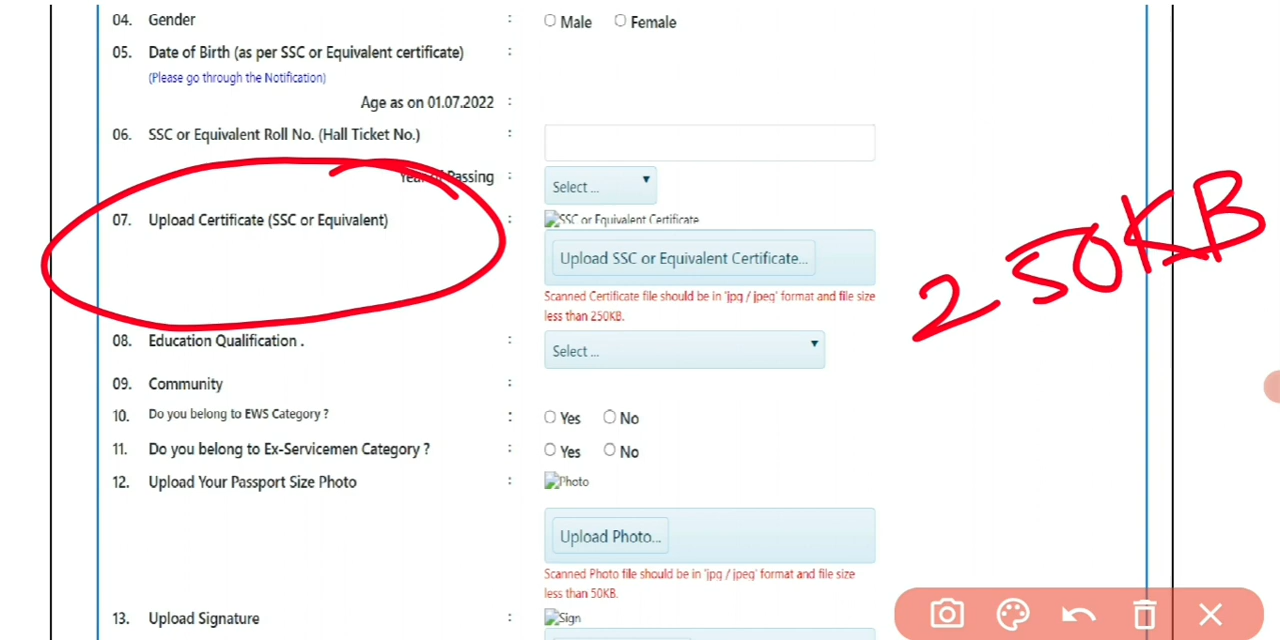 04. Gender : Male Female
05. Date of Birth (as per SSC or Equivalent certificate) :
(Please go through the Notification)
Age as on 01.07.2022 :
06. SSC or Equivalent Roll No. (Hall Ticket No.) :
Year of Passing : Select ...
07. Upload Certificate (SSC or Equivalent) : SSC or Equivalent Certificate
Upload SSC or Equivalent Certificate...
250KB
Scanned Certificate file should be in 'jpg / jpeg' format and file size
less than 250KB.
08. Education Qualification . : Select ...
09. Community :
10. Do you belong to EWS Category ? : Yes No
11. Do you belong to Ex-Servicemen Category ? : Yes No
12. Upload Your Passport Size Photo : Photo
Upload Photo...
Scanned Photo file should be in 'jpg / jpeg' format and file size
less than 50KB.
13. Upload Signature : Sign